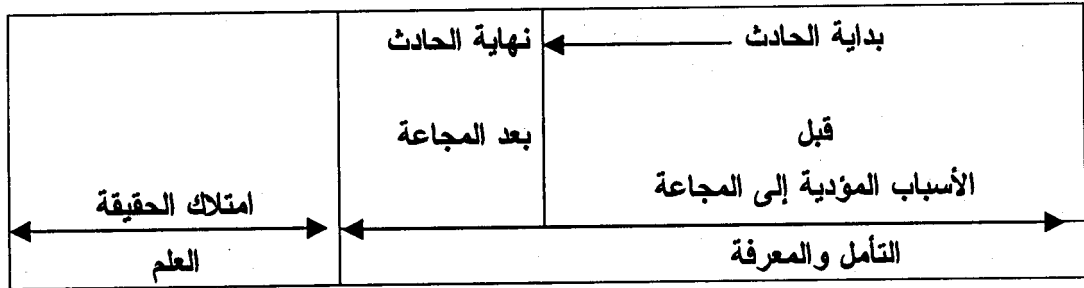 بداية الحادث
نهاية الحادث
قبل
بعد المجاعة
الأسباب المؤدية إلى المجاعة
امتلاك الحقيقة
التأمل والمعرفة
العلم